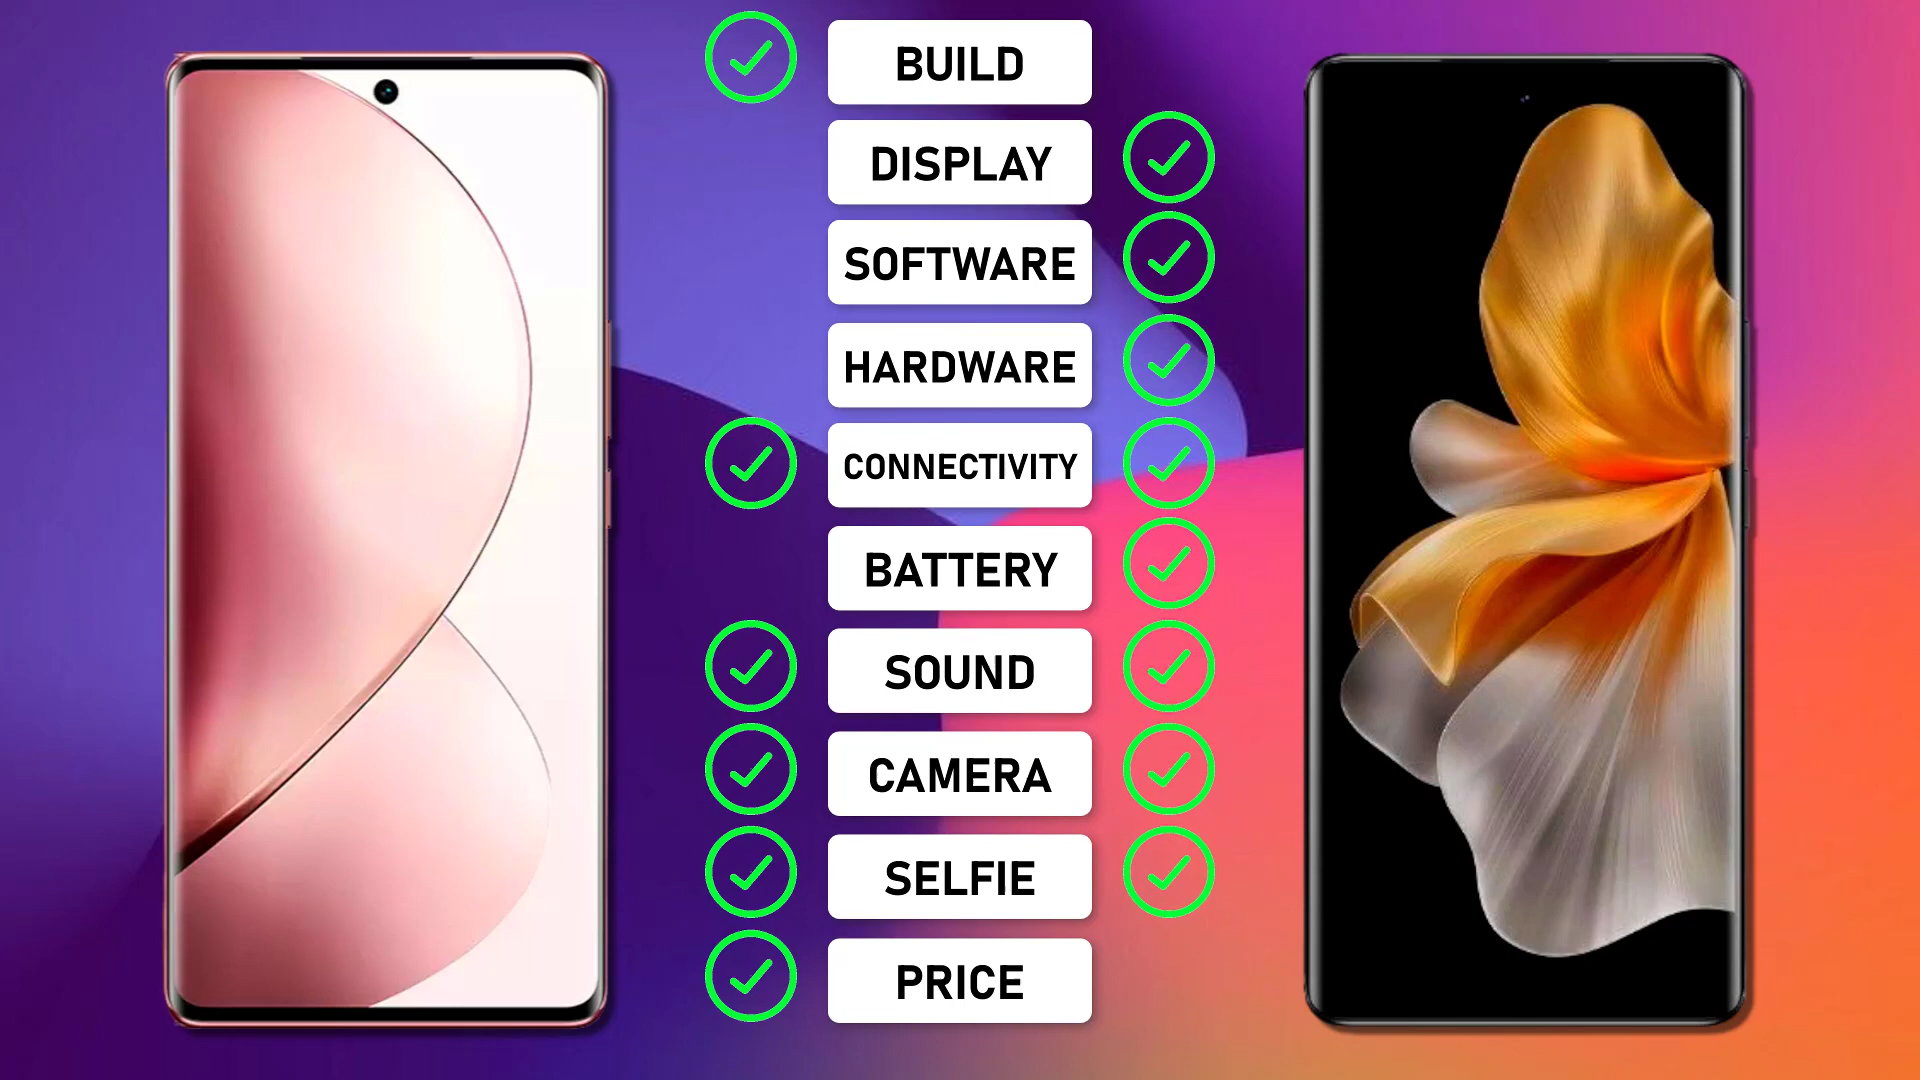 BUILD
DISPLAY
SOFTWARE
HARDWARE
CONNECTIVITY
BATTERY
SOUND
CAMERA
SELFIE
PRICE